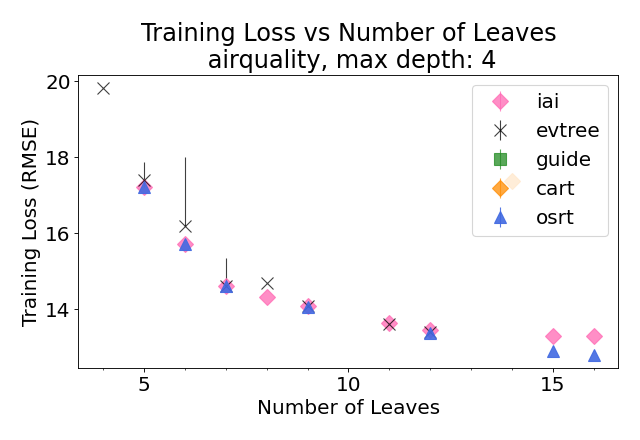 Training Loss vs Number of Leaves
airquality, max depth: 4
Training Loss (RMSE)
20
18
16
14
iai
evtree
guide
cart
osrt
5
10
15
Number of Leaves